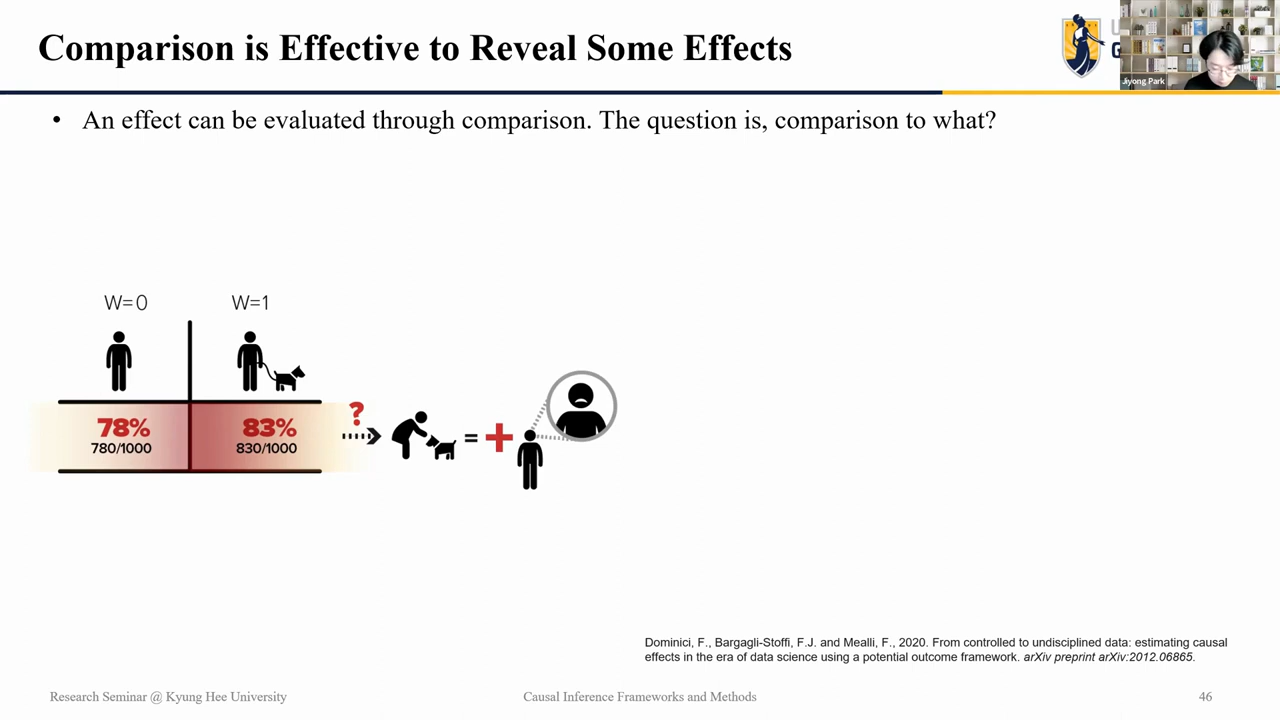 Comparison is Effective to Reveal Some Effects
Jiyong Park
• An effect can be evaluated through comparison. The question is, comparison to what?
W=0 W=1
78% 83%
780/1000 830/1000
?
= +
Dominici, F., Bargagli-Stoffi, F.J. and Mealli, F., 2020. From controlled to undisciplined data: estimating causal
effects in the era of data science using a potential outcome framework. arXiv preprint arXiv:2012.06865.
Research Seminar @ Kyung Hee University Causal Inference Frameworks and Methods 46